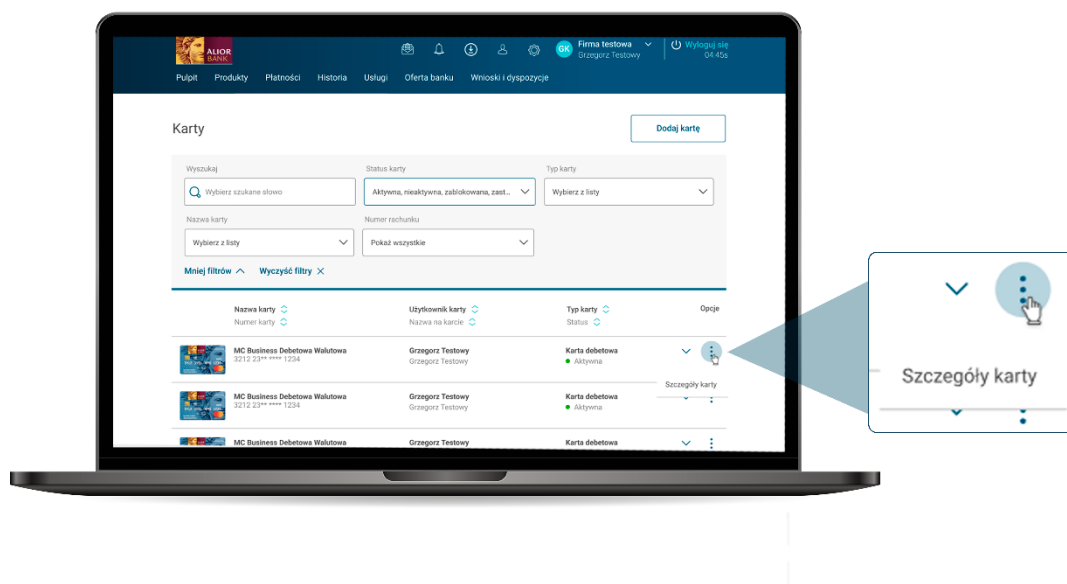 ALIOR
BANK
GK
Firma testowa
Grzegorz Testowy
Wyloguj się
04:45s
Pulpit Produkty Płatności Historia Usługi Oferta banku Wnioski i dyspozycje
Karty
Dodaj kartę
Wyszukaj Status karty Typ karty
Wybierz szukane słowo Aktywna, nieaktywna, zablokowana, zast... Wybierz z listy
Nazwa karty Numer rachunku
Wybierz z listy Pokaż wszystkie
Mniej filtrów Wyczyść filtry
Nazwa karty Użytkownik karty Typ karty Opcje
Numer karty Nazwa na karcie Status
MC Business Debetowa Walutowa Grzegorz Testowy Karta debetowa
3212 23** **** 1234 Grzegorz Testowy Aktywna
Szczegóły karty
MC Business Debetowa Walutowa Grzegorz Testowy Karta debetowa
3212 23** **** 1234 Grzegorz Testowy Aktywna
MC Business Debetowa Walutowa Grzegorz Testowy Karta debetowa
Szczegóły karty